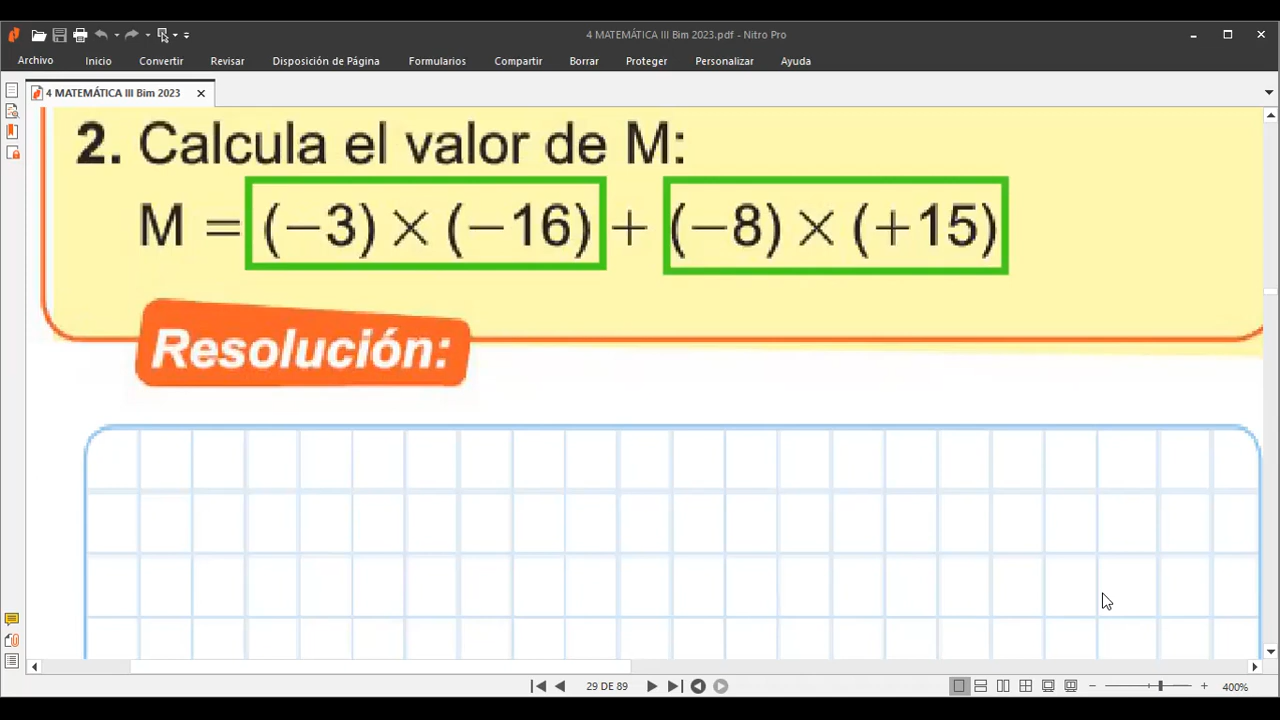 4 MATEMÁTICA III Bim 2023.pdf - Nitro Pro
Archivo Inicio Convertir Revisar Disposición de Página Formularios Compartir Borrar Proteger Personalizar Ayuda
4 MATEMÁTICA III Bim 2023
2. Calcula el valor de M:
M = (−3) × (−16) + (−8) × (+15)
Resolución:
29 DE 89
400%